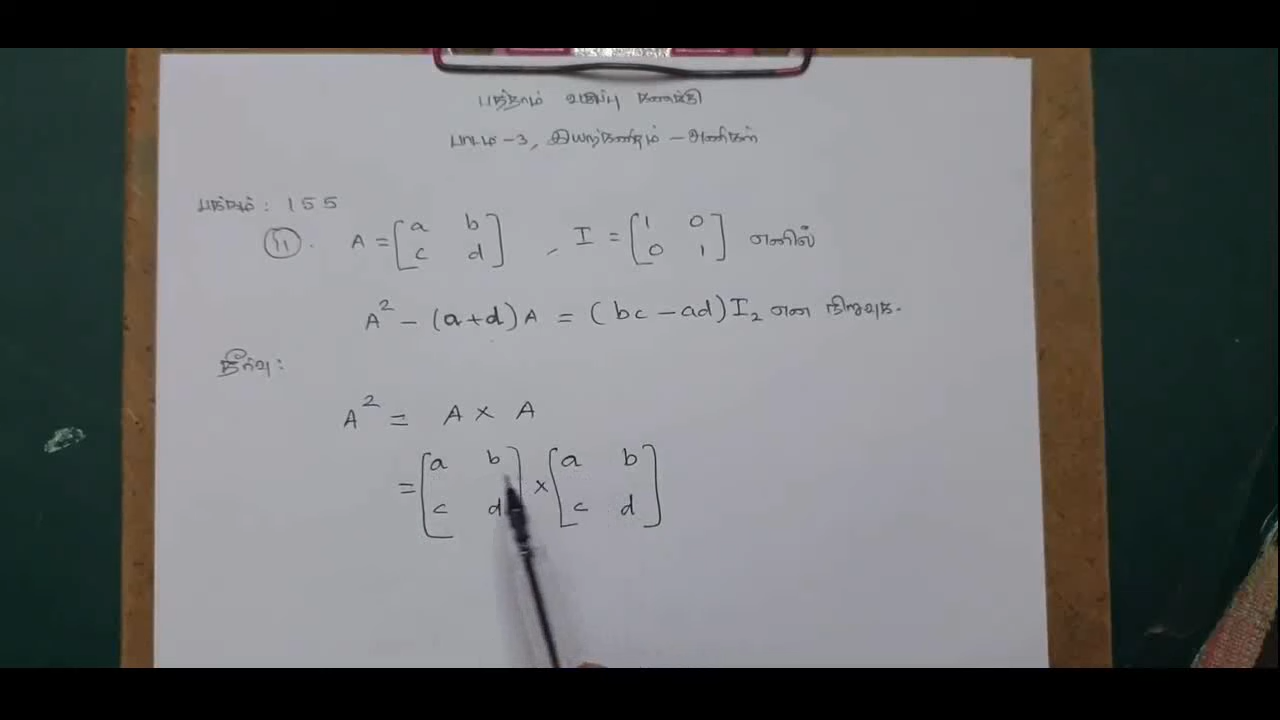 பத்தாம் வகுப்பு கணக்கு
பாடம் -3, இயற்கணிதம் - அணிகள்
பக்கம் : 155
11. A = [a b c d], I = [1 0 0 1] எனில்
A² - (a+d) A = (bc - ad) I₂ என நிறுவுக.
தீர்வு:
A² = A × A
= [a b c d] × [a b c d]